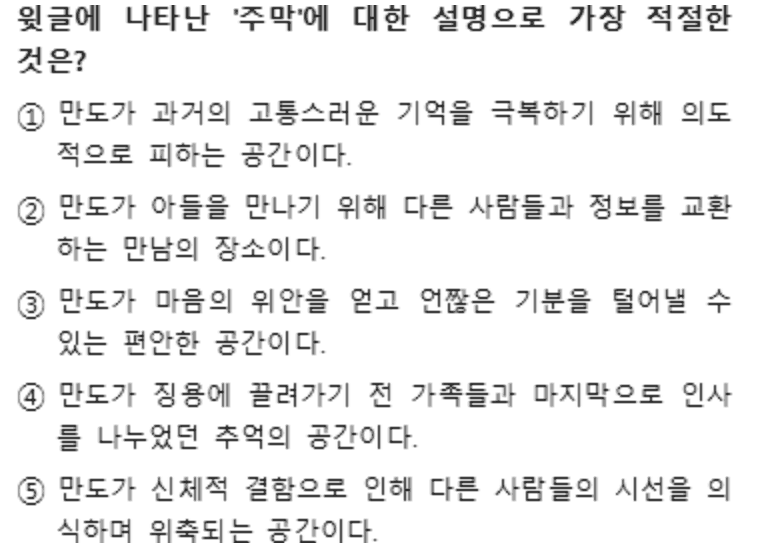 윗글에 나타난 '주막'에 대한 설명으로 가장 적절한
것은?
① 만도가 과거의 고통스러운 기억을 극복하기 위해 의도
적으로 피하는 공간이다.
② 만도가 아들을 만나기 위해 다른 사람들과 정보를 교환
하는 만남의 장소이다.
③ 만도가 마음의 위안을 얻고 언짢은 기분을 털어낼 수
있는 편안한 공간이다.
④ 만도가 징용에 끌려가기 전 가족들과 마지막으로 인사
를 나누었던 추억의 공간이다.
⑤ 만도가 신체적 결함으로 인해 다른 사람들의 시선을 의
식하며 위축되는 공간이다.